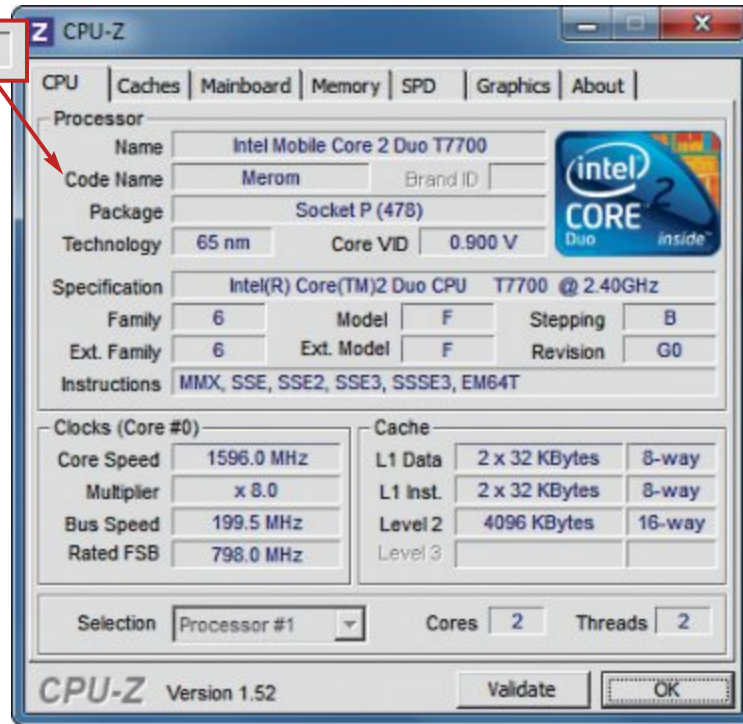 Z CPU-Z
CPU Caches Mainboard Memory SPD Graphics About
Processor
Name Intel Mobile Core 2 Duo T7700
Code Name Merom Brand ID
Package Socket P (478)
Technology 65 nm Core VID 0.900 V
intel CORE 2 Duo inside™
Specification Intel(R) Core(TM)2 Duo CPU T7700 @ 2.40GHz
Family 6 Model F Stepping B
Ext. Family 6 Ext. Model F Revision G0
Instructions MMX, SSE, SSE2, SSE3, SSSE3, EM64T
Clocks (Core #0) Cache
Core Speed 1596.0 MHz L1 Data 2 x 32 KBytes 8-way
Multiplier x 8.0 L1 Inst. 2 x 32 KBytes 8-way
Bus Speed 199.5 MHz Level 2 4096 KBytes 16-way
Rated FSB 798.0 MHz Level 3
Selection Processor #1 Cores 2 Threads 2
CPU-Z Version 1.52 Validate OK